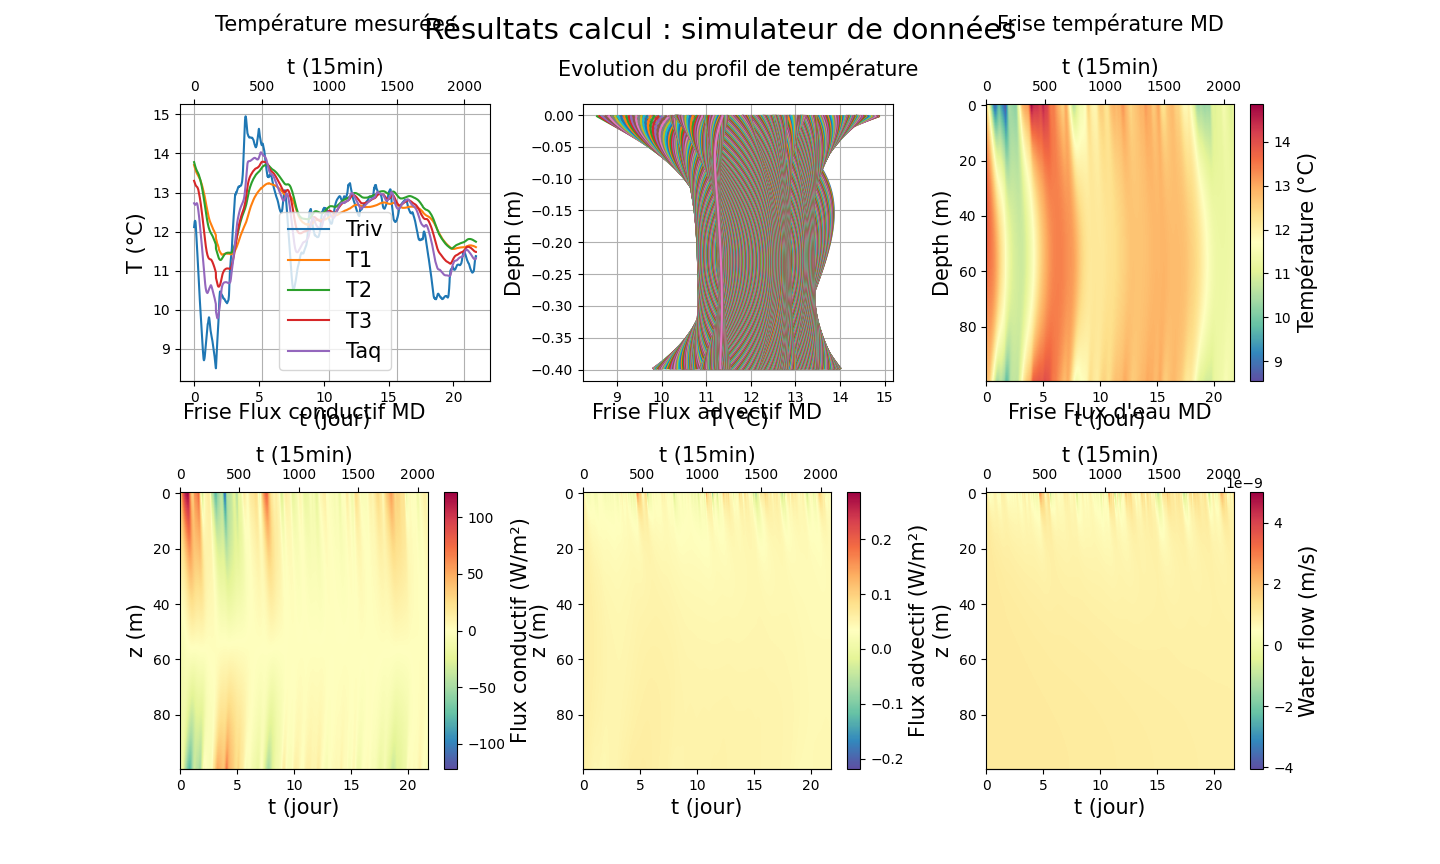 Résultats calcul : simulateur de données
Température mesurées
t (15min)
0 500 1000 1500 2000
15
14
13
12
11
10
9
T (°C)
Triv
T1
T2
T3
Taq
0 5 10 15 20
t (jour)
Evolution du profil de température
0.00
−0.05
−0.10
−0.15
−0.20
−0.25
−0.30
−0.35
−0.40
Depth (m)
9 10 11 12 13 14 15
T (°C)
Frise température MD
t (15min)
0 500 1000 1500 2000
0
20
40
60
80
Depth (m)
0 5 10 15 20
t (jour)
14
13
12
11
10
9
Température (°C)
Frise Flux conductif MD
t (15min)
0 500 1000 1500 2000
0
20
40
60
80
z (m)
0 5 10 15 20
t (jour)
100
50
0
−50
−100
Flux conductif (W/m²)
Frise Flux advectif MD
t (15min)
0 500 1000 1500 2000
0
20
40
60
80
z (m)
0 5 10 15 20
t (jour)
0.2
0.1
0.0
−0.1
−0.2
Flux advectif (W/m²)
Frise Flux d'eau MD
t (15min)
0 500 1000 1500 2000
0
20
40
60
80
z (m)
0 5 10 15 20
t (jour)
1e−9
4
2
0
−2
−4
Water flow (m/s)